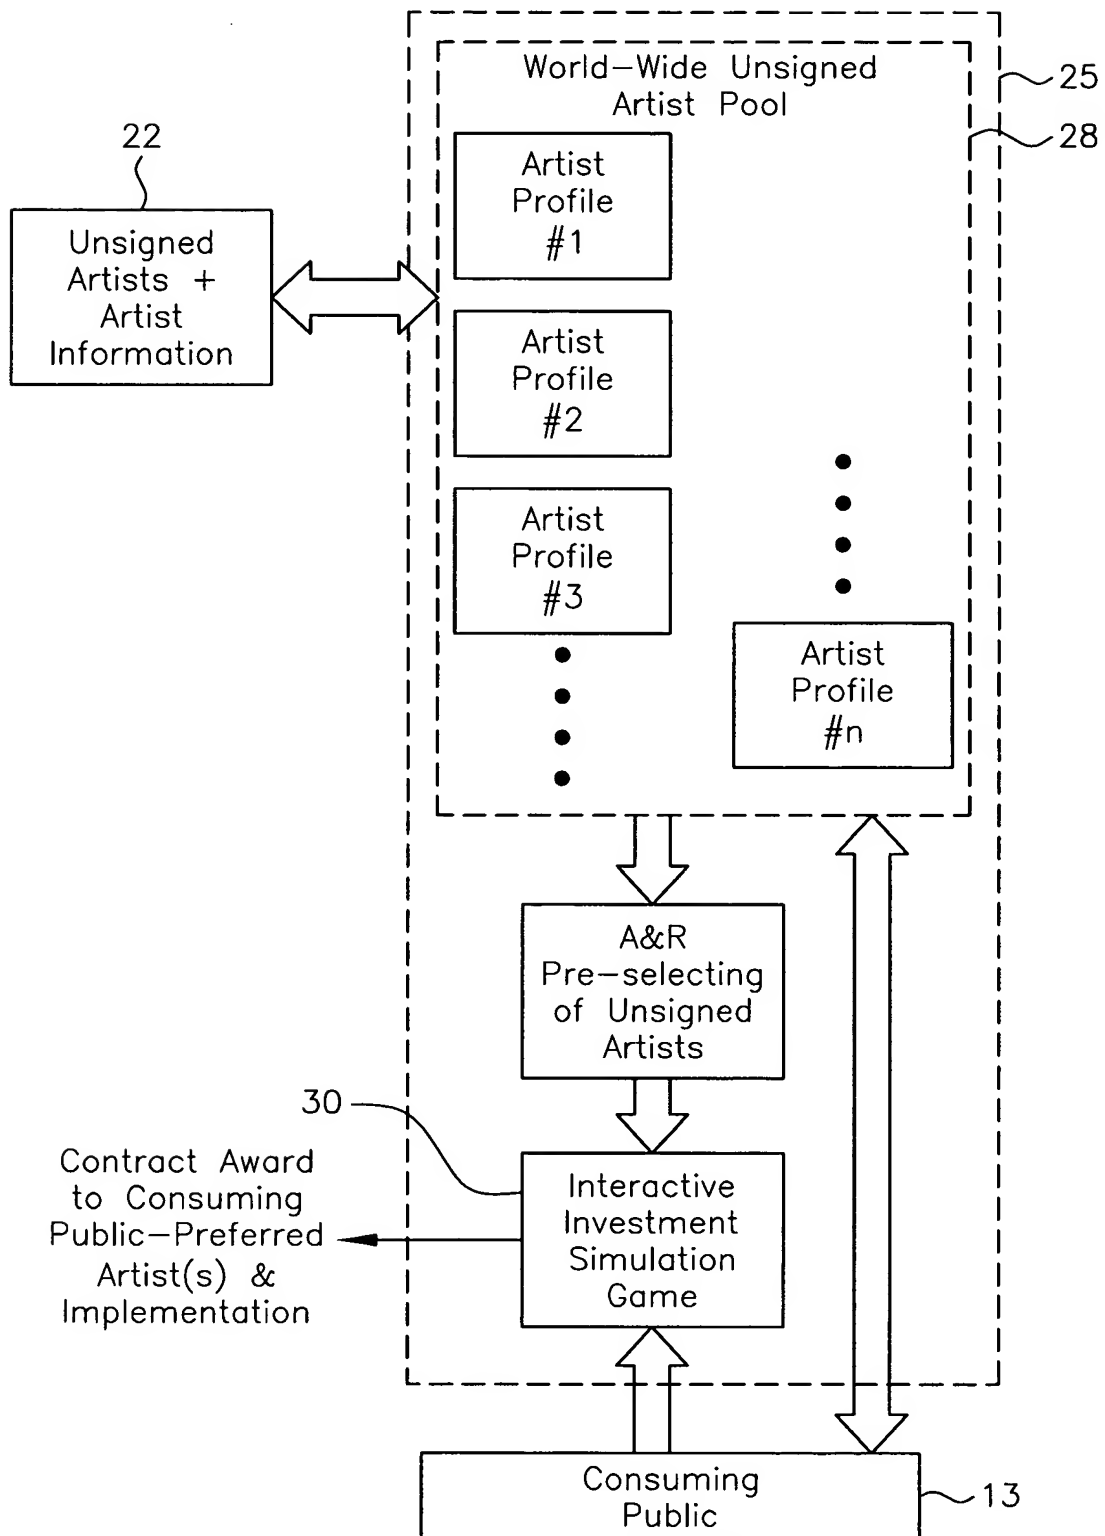 World-Wide Unsigned
Artist Pool
25
28
22
Unsigned
Artists +
Artist
Information
Artist
Profile
#1
Artist
Profile
#2
Artist
Profile
#3
Artist
Profile
#n
A&R
Pre-selecting
of Unsigned
Artists
30
Contract Award
to Consuming
Public-Preferred
Artist(s) &
Implementation
Interactive
Investment
Simulation
Game
Consuming
Public
13